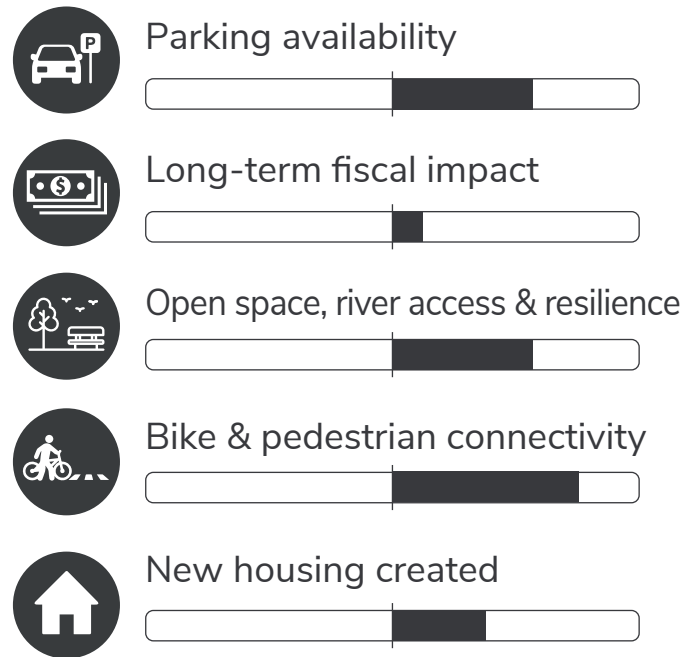 P
Parking availability
$
Long-term fiscal impact
Open space, river access & resilience
Bike & pedestrian connectivity
New housing created